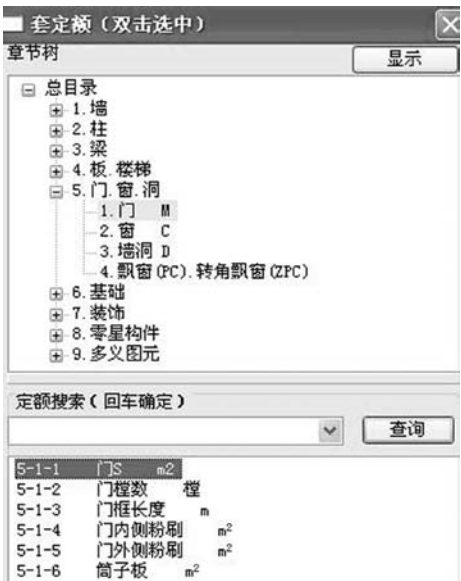 套定额(双击选中)
章节树
显示
总目录
1.墙
2.柱
3.梁
4.板.楼梯
5.门.窗.洞
1.门 M
2.窗 C
3.墙洞 D
4.飘窗(PC).转角飘窗(ZPC)
6.基础
7.装饰
8.零星构件
9.多义图元
定额搜索(回车确定)
查询
5-1-1 门S m2
5-1-2 门樘数 樘
5-1-3 门框长度 m
5-1-4 门内侧粉刷 m²
5-1-5 门外侧粉刷 m²
5-1-6 筒子板 m²